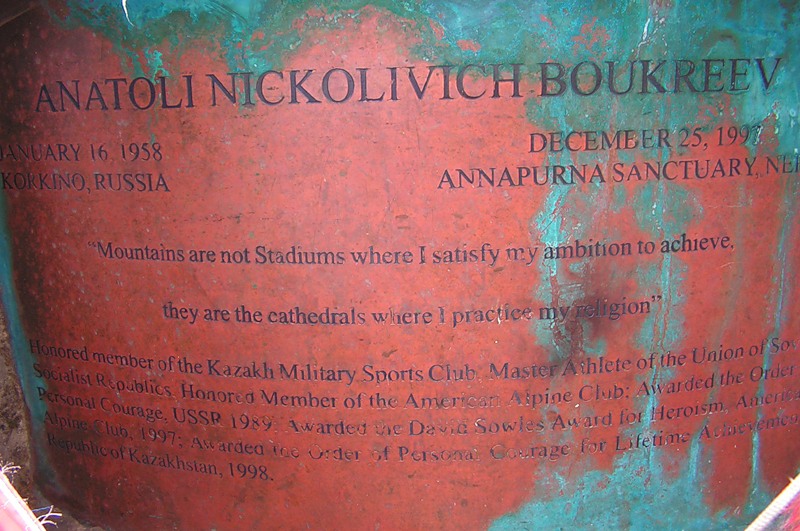 ANATOLI NICKOLIVICH BOUKREEV
JANUARY 16, 1958 DECEMBER 25, 1997
KORKINO, RUSSIA ANNAPURNA SANCTUARY, NE
"Mountains are not Stadiums where I satisfy my ambition to achieve,
they are the cathedrals where I practice my religion"
Honored member of the Kazakh Military Sports Club; Master Athlete of the Union of Sov
Socialist Republics, Honored Member of the American Alpine Club; Awarded the Order
Personal Courage, USSR 1989; Awarded the David Sowles Award for Heroism, America
Alpine Club, 1997; Awarded the Order of Personal Courage for Lifetime Achievement
Republic of Kazakhstan, 1998.